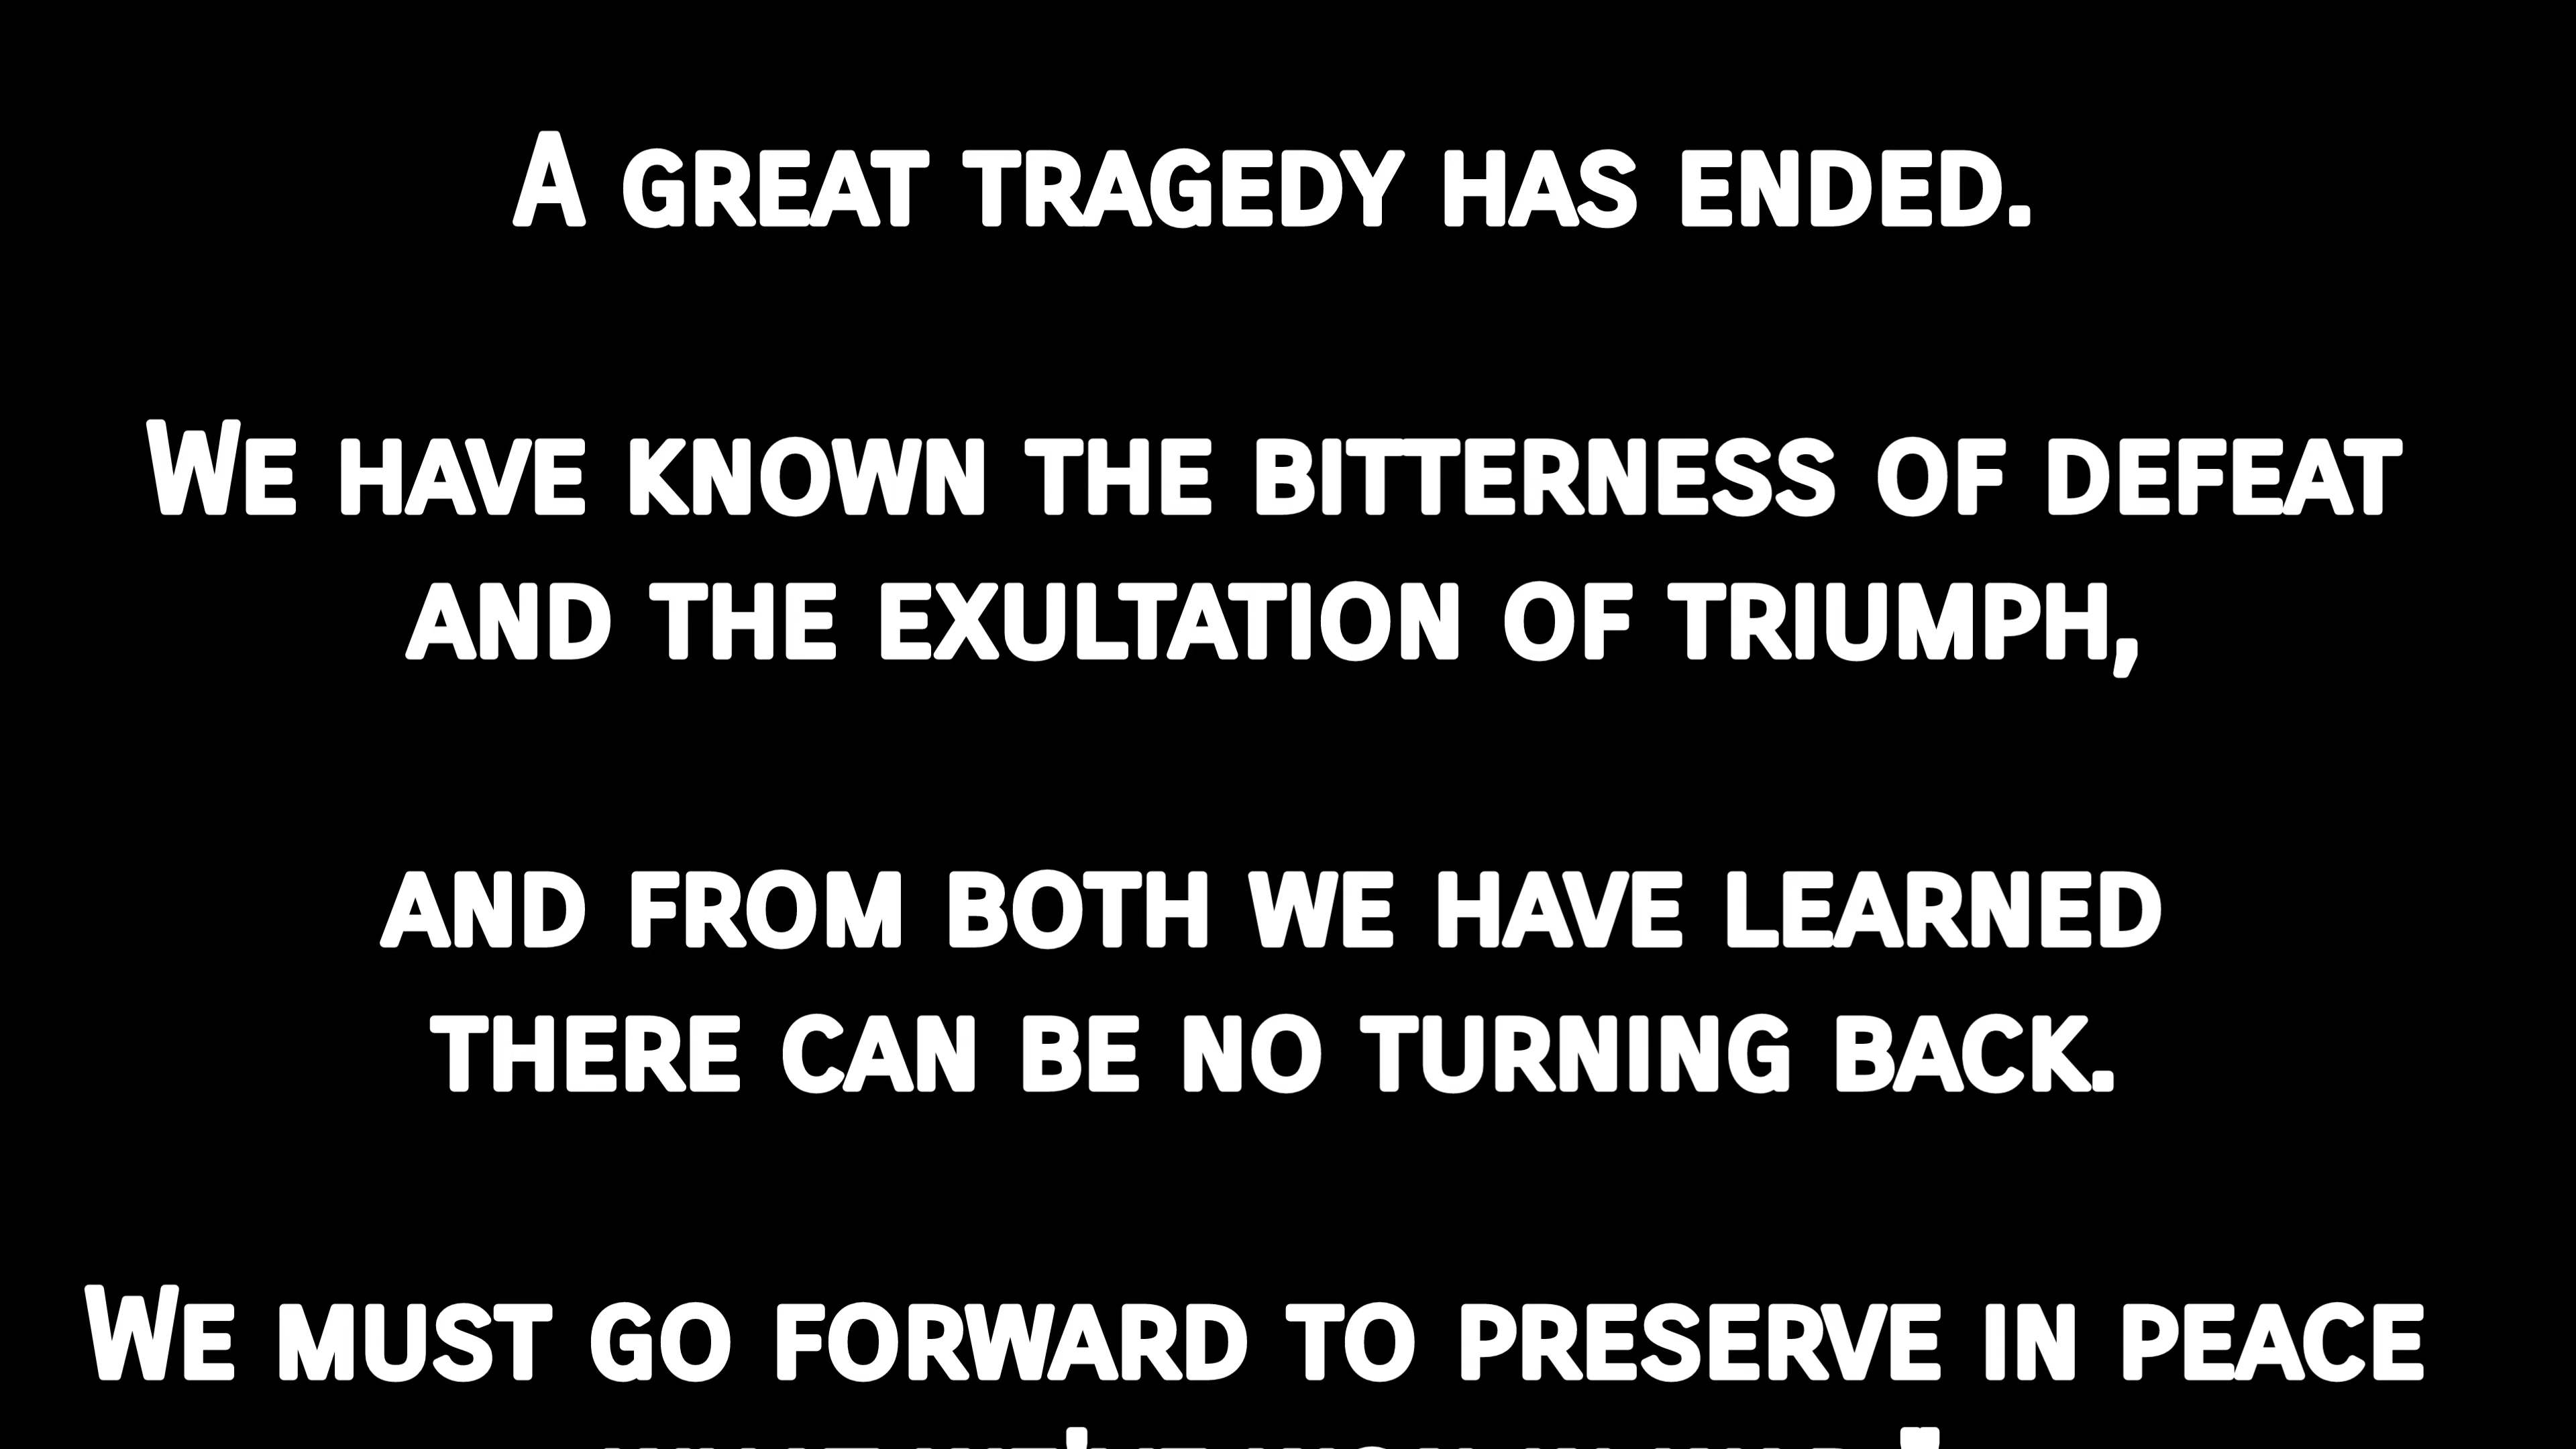 A GREAT TRAGEDY HAS ENDED.
WE HAVE KNOWN THE BITTERNESS OF DEFEAT
AND THE EXULTATION OF TRIUMPH,
AND FROM BOTH WE HAVE LEARNED
THERE CAN BE NO TURNING BACK.
WE MUST GO FORWARD TO PRESERVE IN PEACE